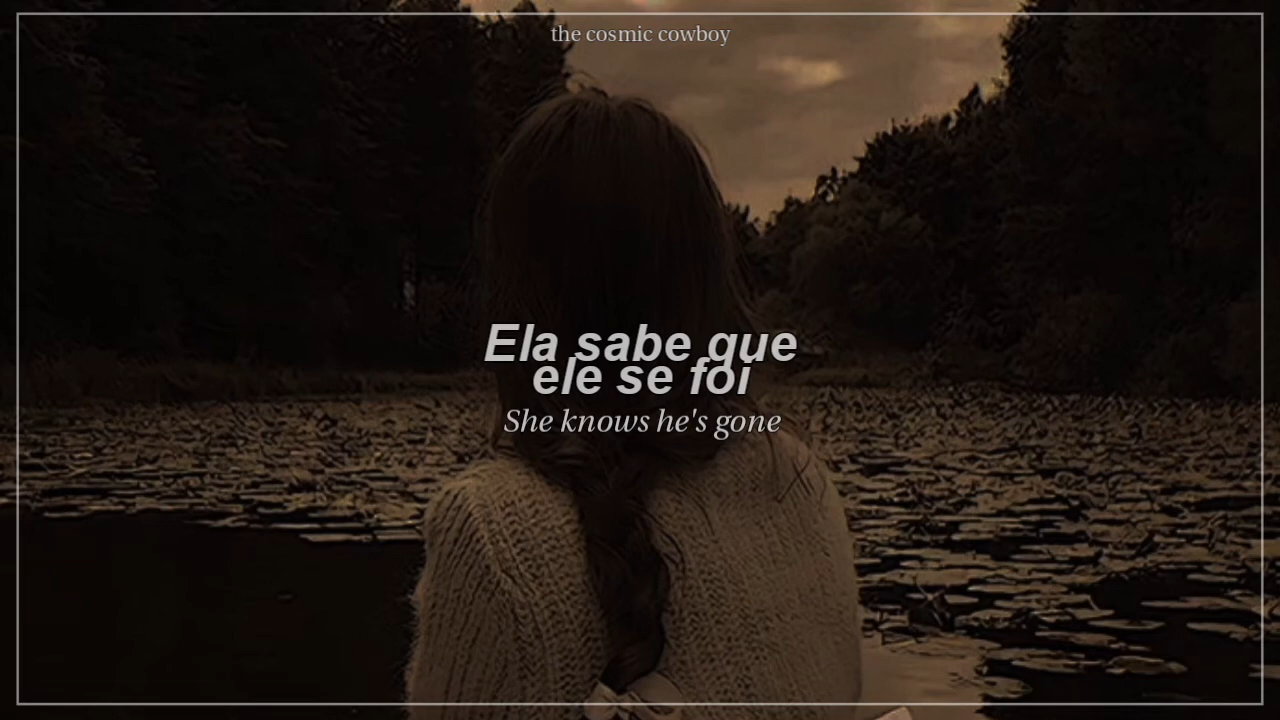 the cosmic cowboy
Ela sabe que
ele se foi
She knows he's gone